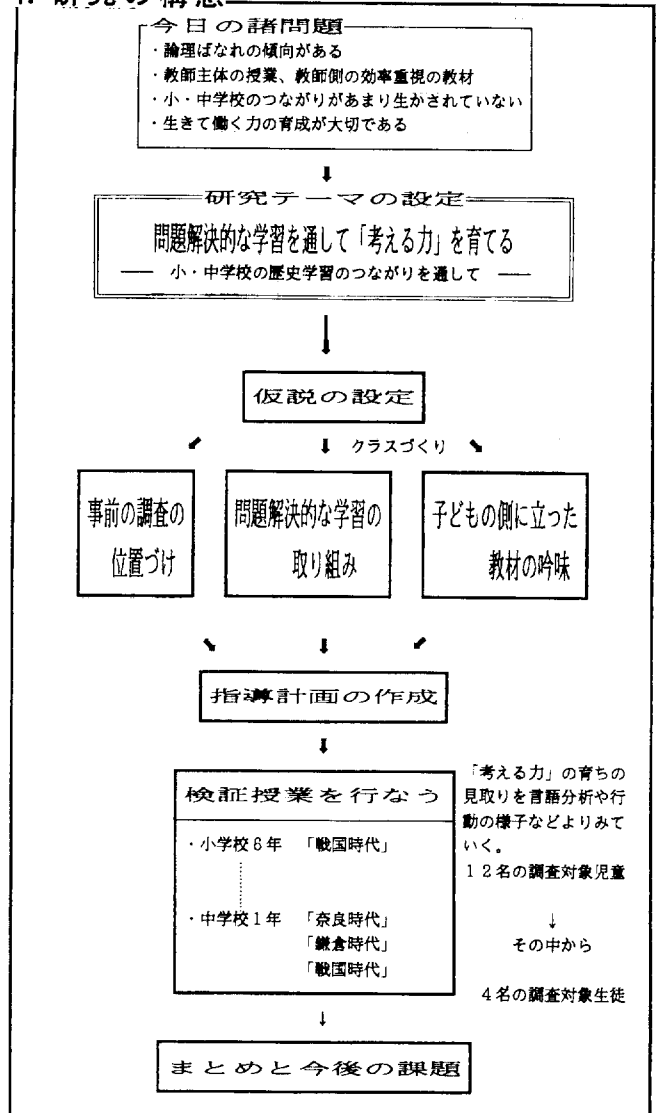 研究の構想
今日の諸問題
・論理ばなれの傾向がある
・教師主体の授業、教師側の効率重視の教材
・小・中学校のつながりがあまり生かされていない
・生きて働く力の育成が大切である
研究テーマの設定
問題解決的な学習を通して「考える力」を育てる
―― 小・中学校の歴史学習のつながりを通して ――
仮説の設定
クラスづくり
事前の調査の
位置づけ
問題解決的な学習の
取り組み
子どもの側に立った
教材の吟味
指導計画の作成
検証授業を行なう
・小学校6年 「戦国時代」
・中学校1年 「奈良時代」
「鎌倉時代」
「戦国時代」
「考える力」の育ちの
見取りを言語分析や行
動の様子などよりみて
いく。
12名の調査対象児童
↓
その中から
4名の調査対象生徒
まとめと今後の課題